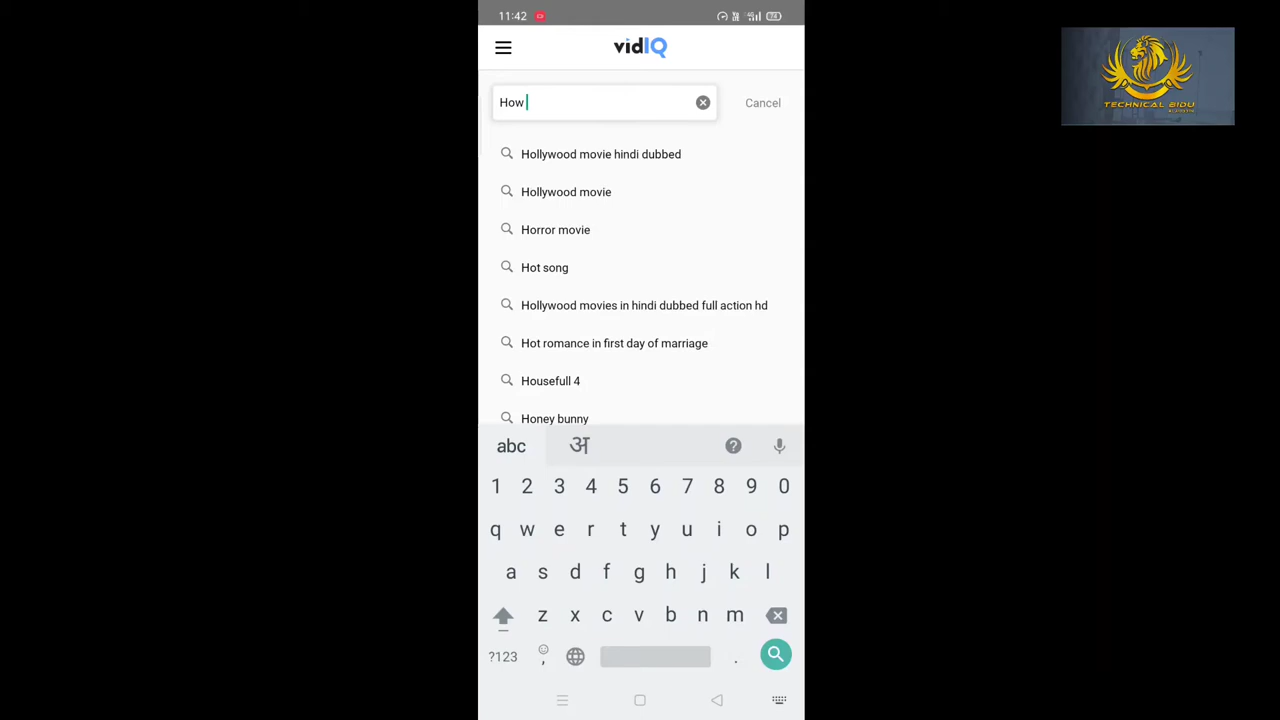 11:42
74
vidIQ
How
Cancel
Hollywood movie hindi dubbed
Hollywood movie
Horror movie
Hot song
Hollywood movies in hindi dubbed full action hd
Hot romance in first day of marriage
Housefull 4
Honey bunny
abc अ ?
1 2 3 4 5 6 7 8 9 0
q w e r t y u i o p
a s d f g h j k l
z x c v b n m
?123 , .
TECHNICAL BIDU